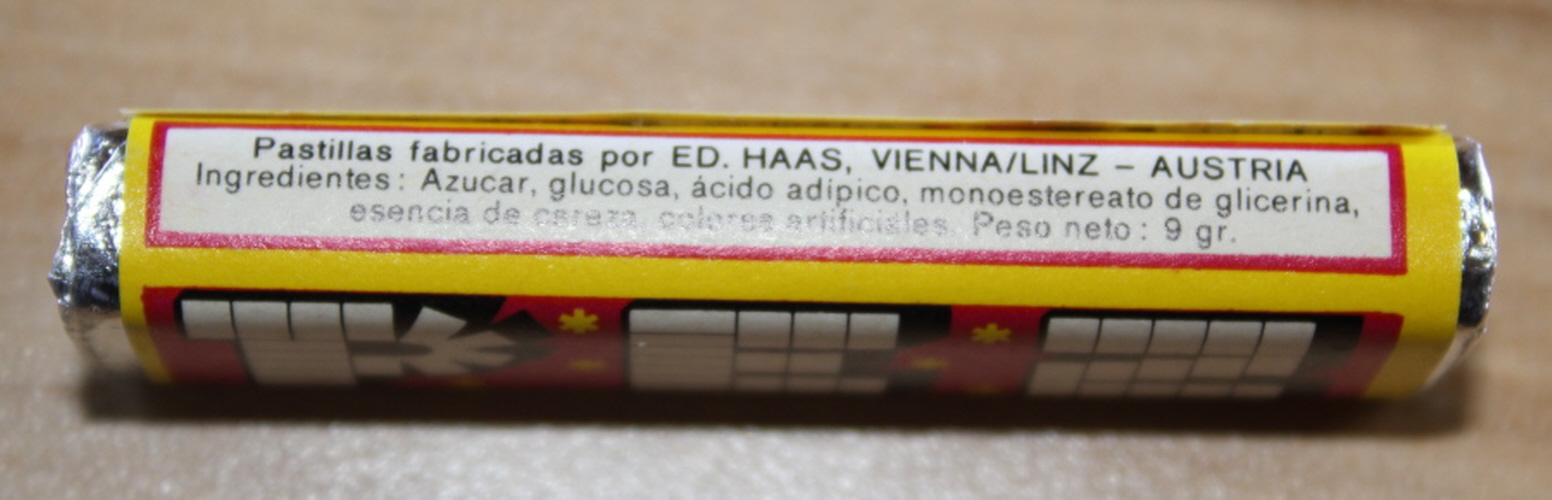 Pastillas fabricadas por ED. HAAS, VIENNA/LINZ – AUSTRIA
Ingredientes: Azucar, glucosa, ácido adípico, monoestereato de glicerina,
esencia de cereza, colores artificiales. Peso neto: 9 gr.